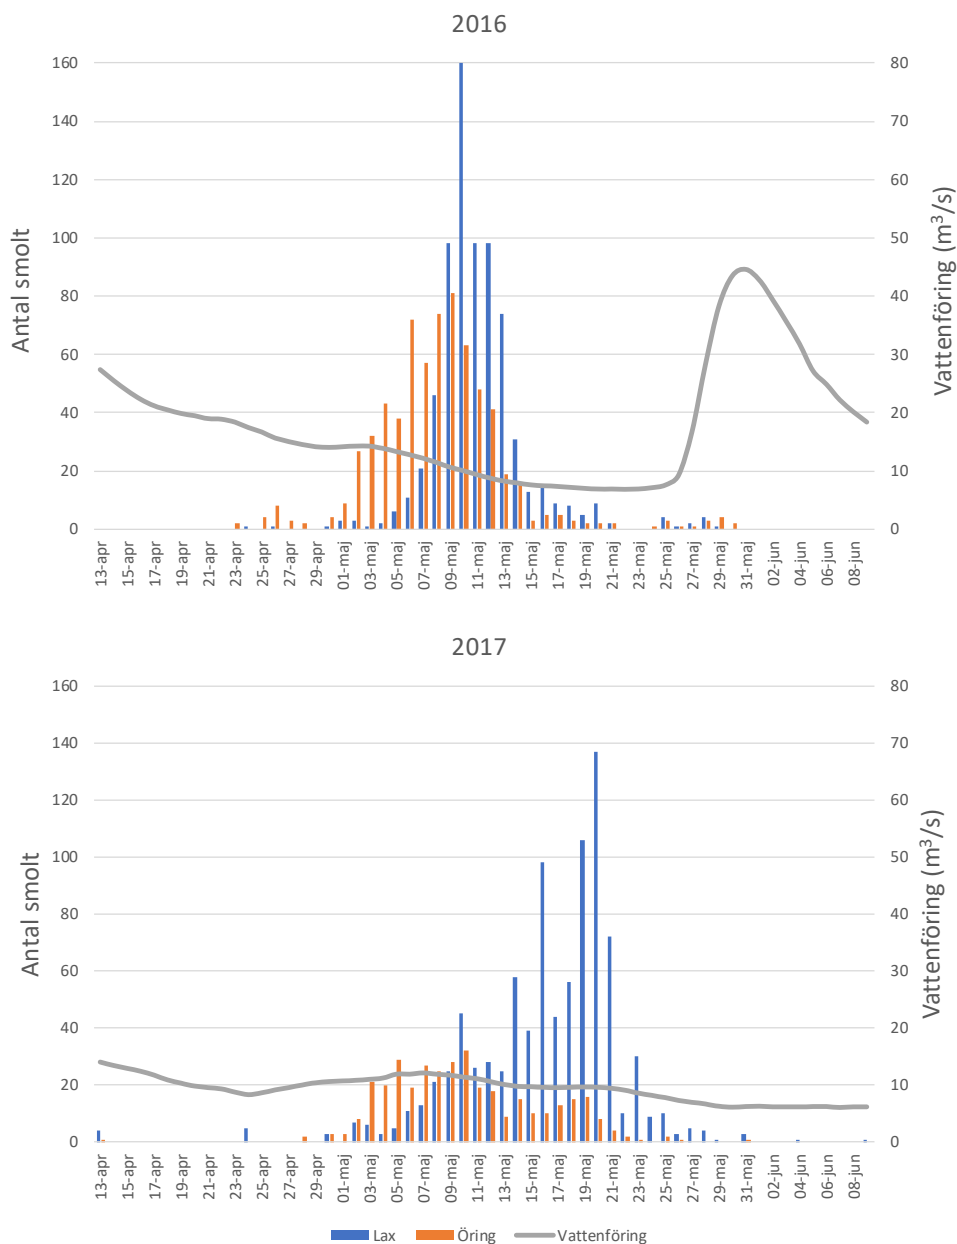 2016
160
140
120
100
80
60
40
20
0
Antal smolt
80
70
60
50
40
30
20
10
0
Vattenföring (m³/s)
13-apr
15-apr
17-apr
19-apr
21-apr
23-apr
25-apr
27-apr
29-apr
01-maj
03-maj
05-maj
07-maj
09-maj
11-maj
13-maj
15-maj
17-maj
19-maj
21-maj
23-maj
25-maj
27-maj
29-maj
31-maj
02-jun
04-jun
06-jun
08-jun
2017
160
140
120
100
80
60
40
20
0
Antal smolt
80
70
60
50
40
30
20
10
0
Vattenföring (m³/s)
13-apr
15-apr
17-apr
19-apr
21-apr
23-apr
25-apr
27-apr
29-apr
01-maj
03-maj
05-maj
07-maj
09-maj
11-maj
13-maj
15-maj
17-maj
19-maj
21-maj
23-maj
25-maj
27-maj
29-maj
31-maj
02-jun
04-jun
06-jun
08-jun
Lax Öring Vattenföring